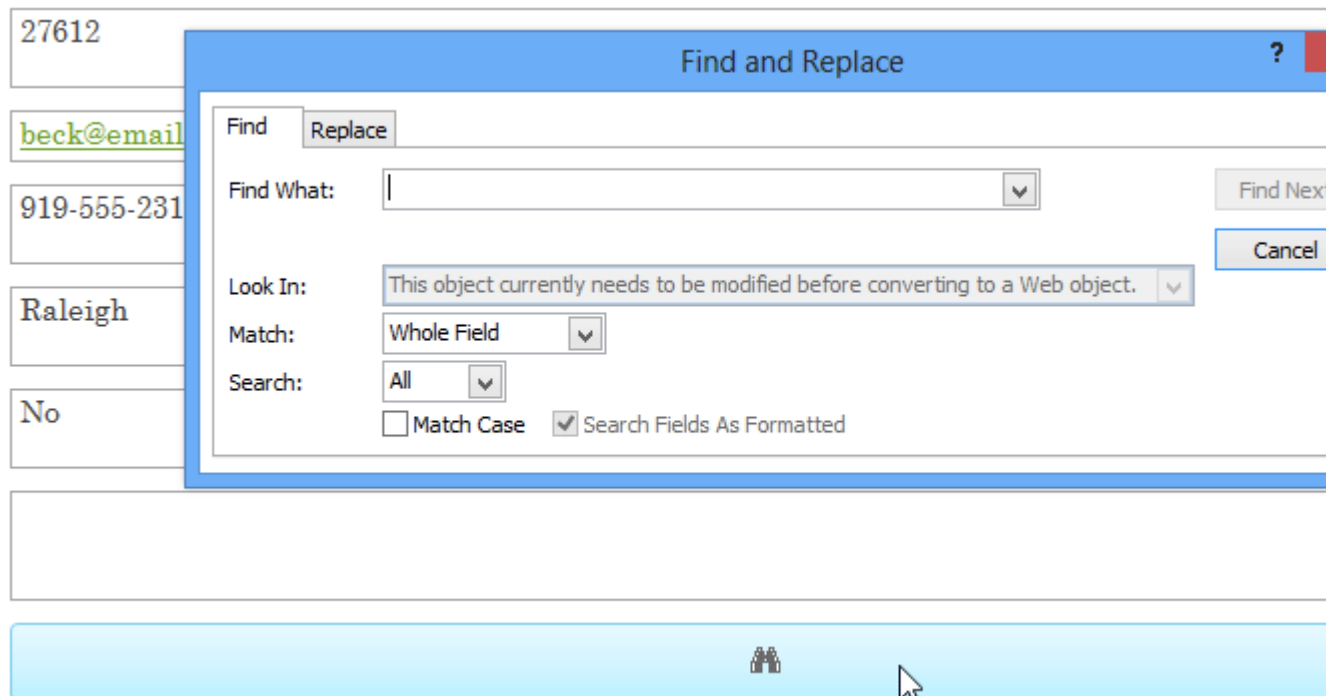 27612
Find and Replace
?
Find
Replace
beck@email
Find What:
Find Next
919-555-231
Cancel
Look In:
This object currently needs to be modified before converting to a Web object.
Raleigh
Match:
Whole Field
Search:
All
No
Match Case
Search Fields As Formatted